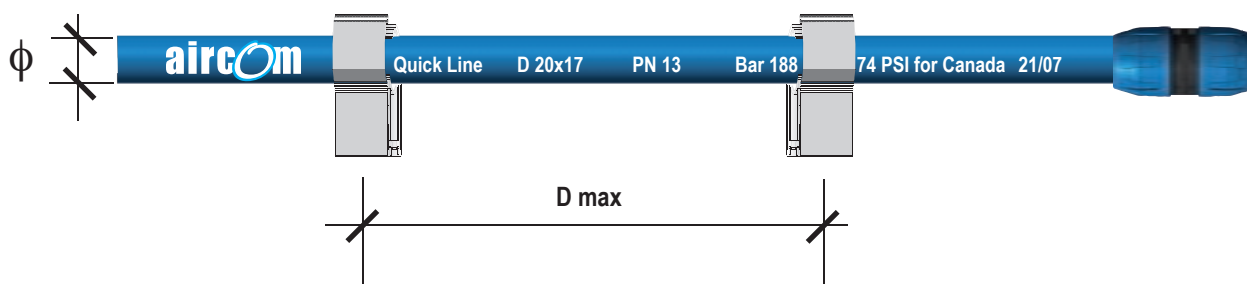 ϕ
aircom Quick Line D 20x17 PN 13 Bar 188 74 PSI for Canada 21/07
D max